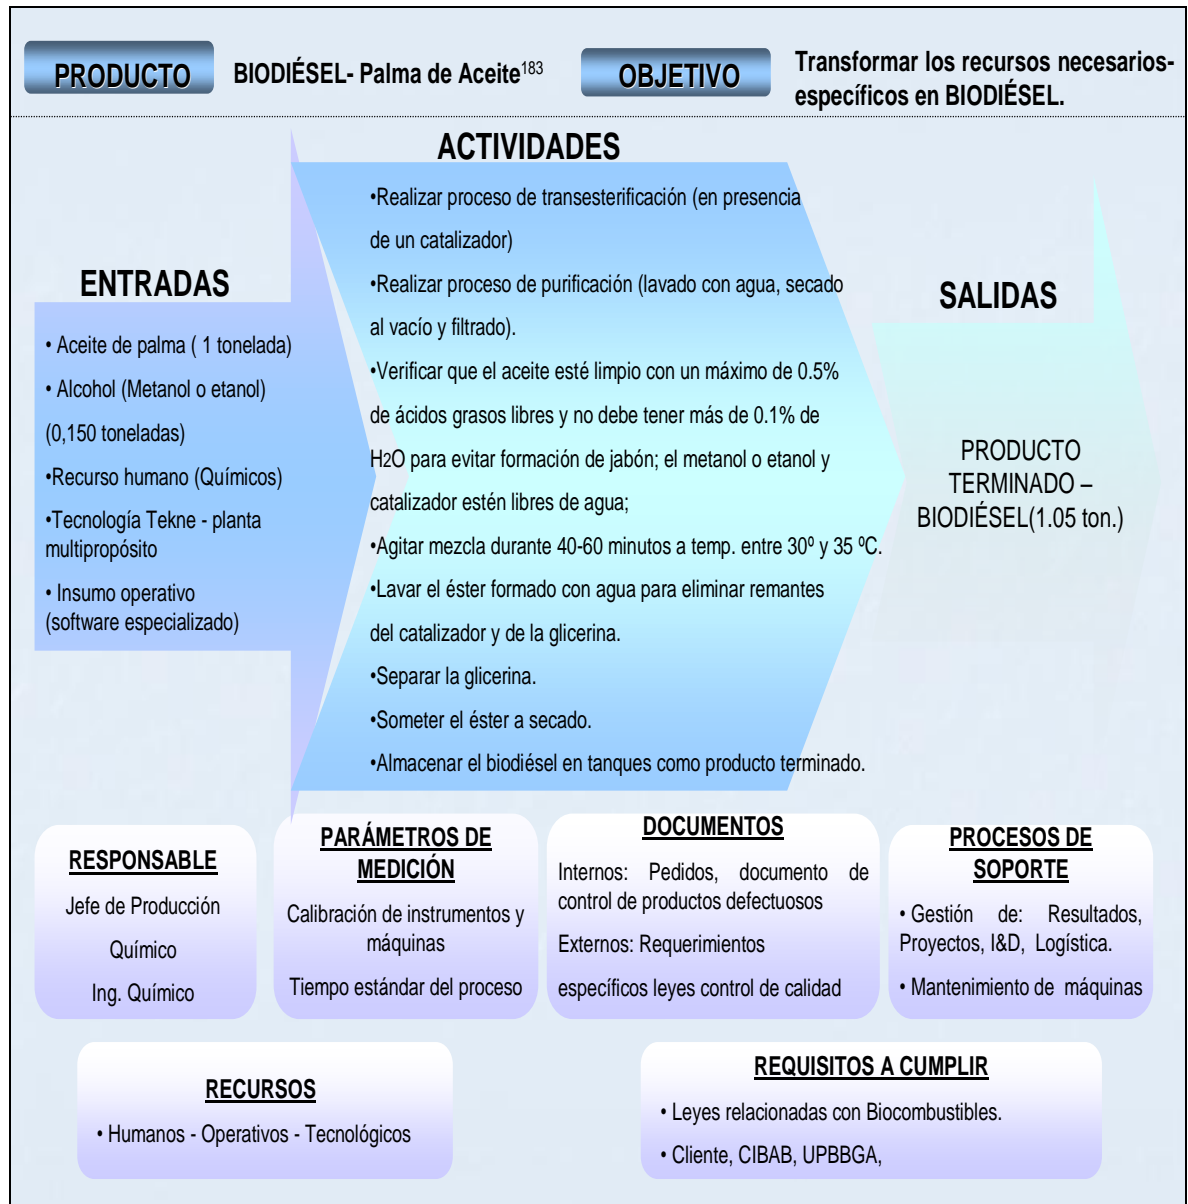 PRODUCTO
BIODIÉSEL- Palma de Aceite183
OBJETIVO
Transformar los recursos necesarios-
específicos en BIODIÉSEL.
ENTRADAS
• Aceite de palma ( 1 tonelada)
• Alcohol (Metanol o etanol)
(0,150 toneladas)
•Recurso humano (Químicos)
•Tecnología Tekne - planta
multipropósito
• Insumo operativo
(software especializado)
ACTIVIDADES
•Realizar proceso de transesterificación (en presencia
de un catalizador)
•Realizar proceso de purificación (lavado con agua, secado
al vacío y filtrado).
•Verificar que el aceite esté limpio con un máximo de 0.5%
de ácidos grasos libres y no debe tener más de 0.1% de
H2O para evitar formación de jabón; el metanol o etanol y
catalizador estén libres de agua;
•Agitar mezcla durante 40-60 minutos a temp. entre 30º y 35 ºC.
•Lavar el éster formado con agua para eliminar remantes
del catalizador y de la glicerina.
•Separar la glicerina.
•Someter el éster a secado.
•Almacenar el biodiésel en tanques como producto terminado.
SALIDAS
PRODUCTO
TERMINADO –
BIODIÉSEL(1.05 ton.)
RESPONSABLE
Jefe de Producción
Químico
Ing. Químico
PARÁMETROS DE
MEDICIÓN
Calibración de instrumentos y
máquinas
Tiempo estándar del proceso
DOCUMENTOS
Internos: Pedidos, documento de
control de productos defectuosos
Externos: Requerimientos
específicos leyes control de calidad
PROCESOS DE
SOPORTE
• Gestión de: Resultados,
Proyectos, I&D, Logística.
• Mantenimiento de máquinas
RECURSOS
• Humanos - Operativos - Tecnológicos
REQUISITOS A CUMPLIR
• Leyes relacionadas con Biocombustibles.
• Cliente, CIBAB, UPBBGA,